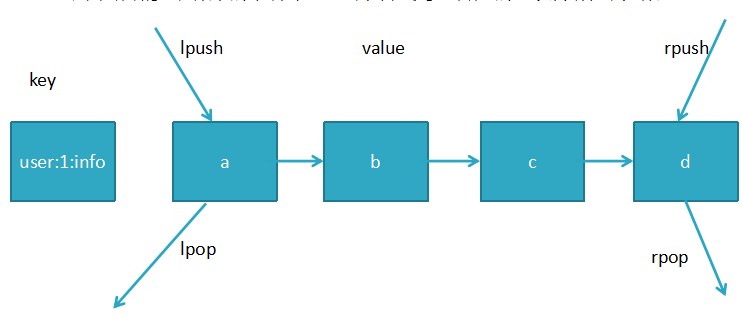 lpush
value
rpush
key
user:1:info
a
b
c
d
lpop
rpop